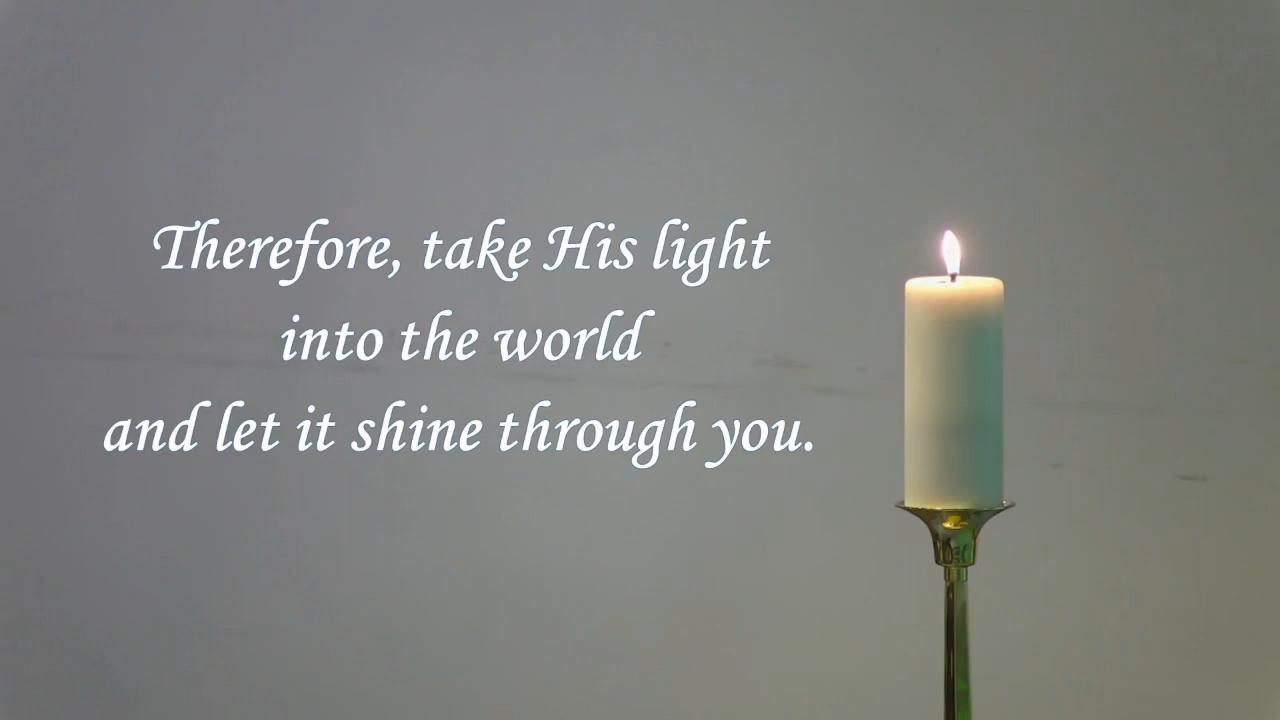 Therefore, take His light
into the world
and let it shine through you.